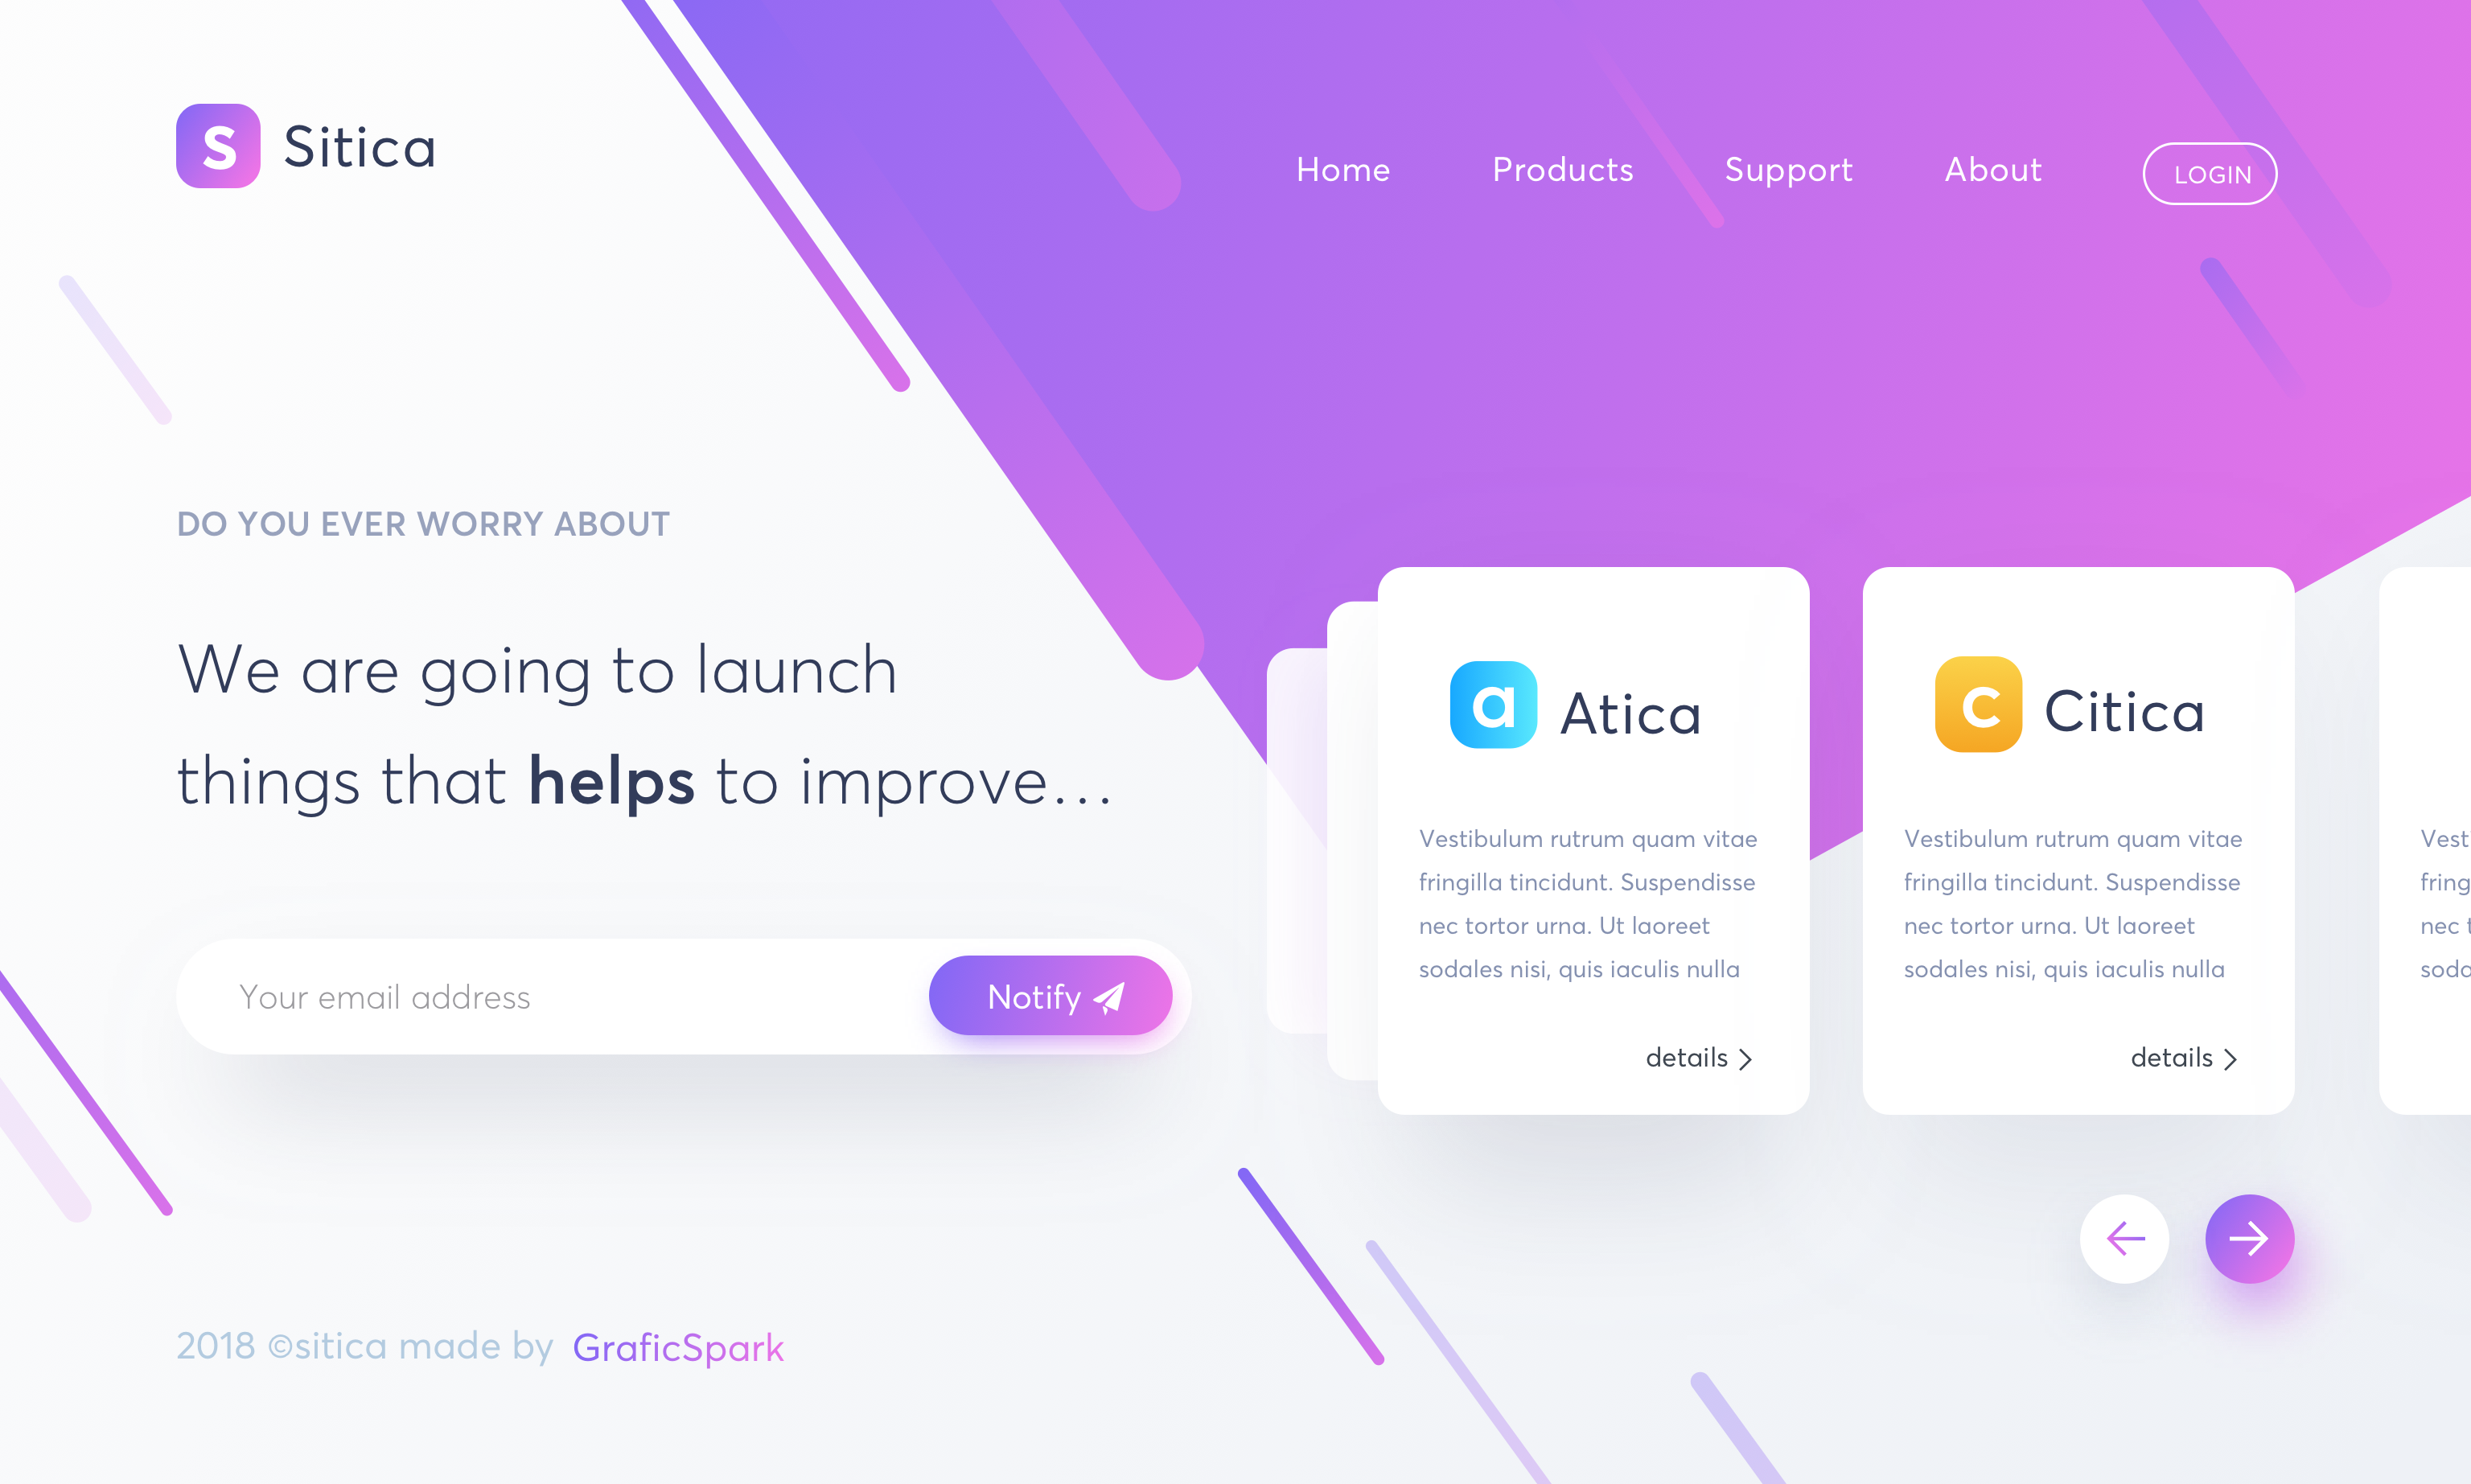 S Sitica
Home Products Support About LOGIN
DO YOU EVER WORRY ABOUT
We are going to launch
things that helps to improve...
Your email address
Notify
a Atica
Vestibulum rutrum quam vitae
fringilla tincidunt. Suspendisse
nec tortor urna. Ut laoreet
sodales nisi, quis iaculis nulla
details
c Citica
Vestibulum rutrum quam vitae
fringilla tincidunt. Suspendisse
nec tortor urna. Ut laoreet
sodales nisi, quis iaculis nulla
details
nec
2018 ©sitica made by GraficSpark